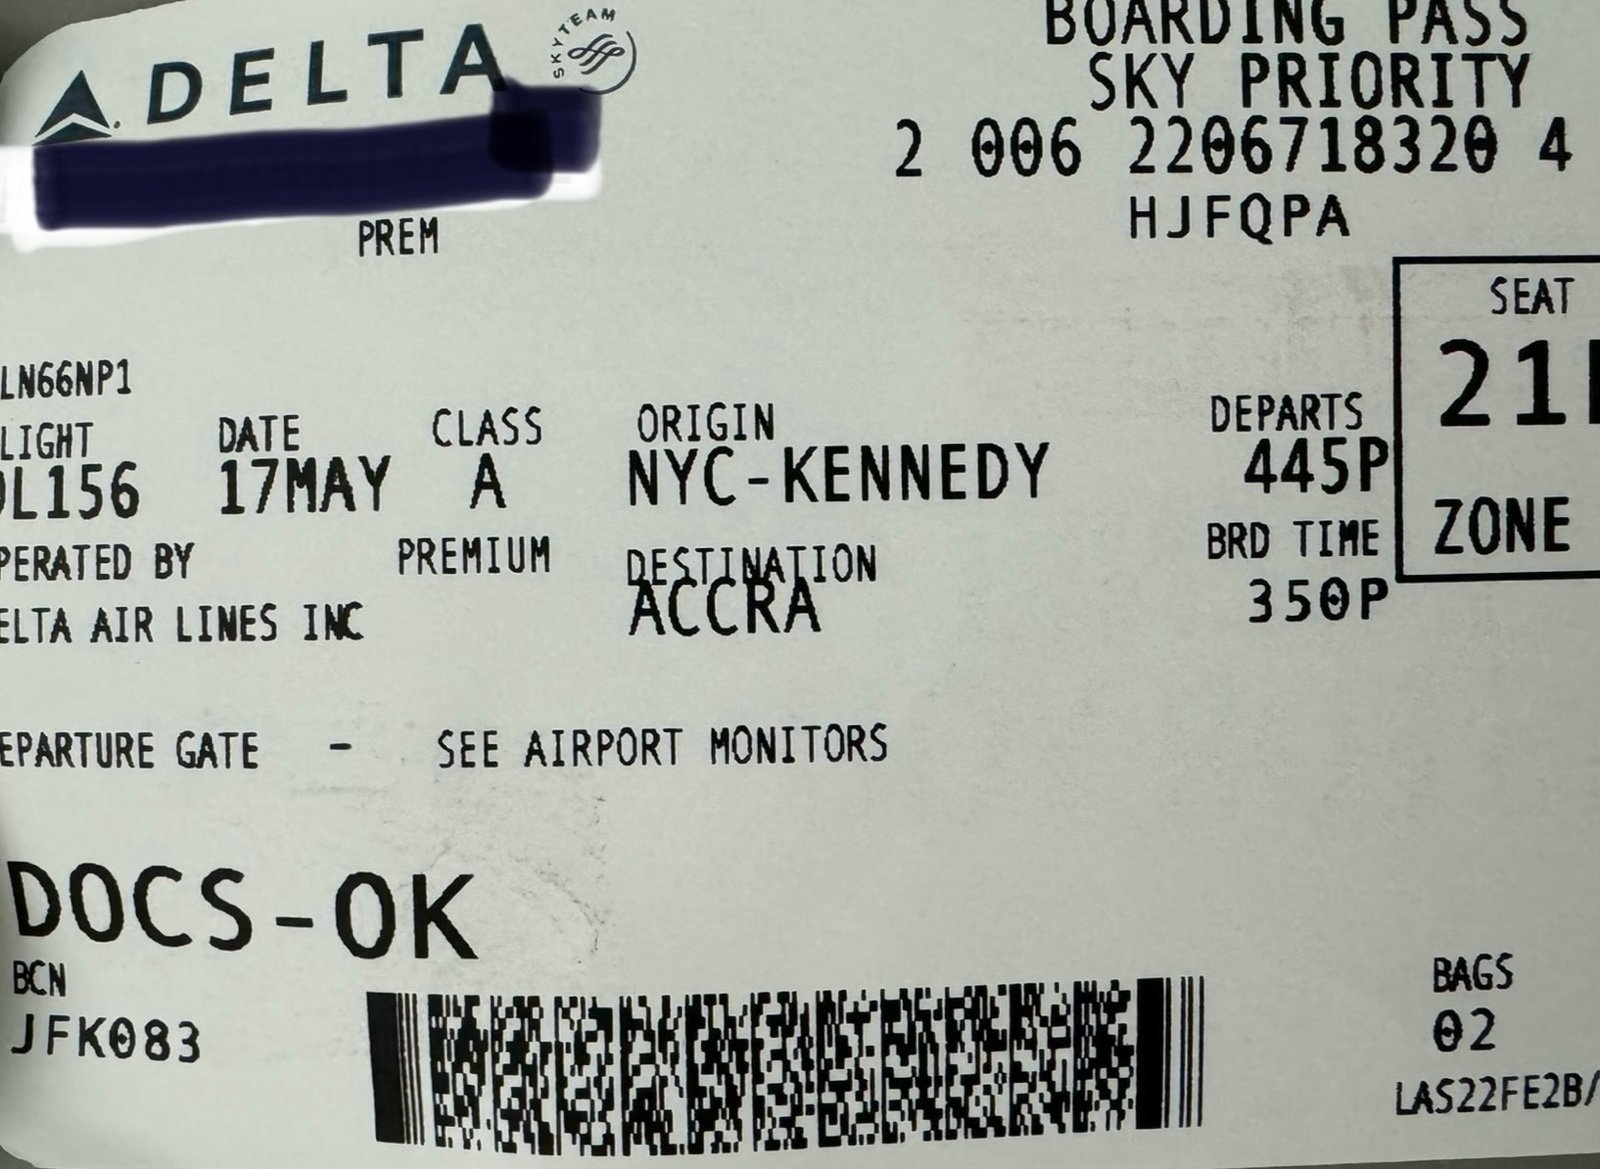 DELTA
SKYTEAM
BOARDING PASS
SKY PRIORITY
2 006 2206718320 4
HJFQPA
PREM
SEAT
21
LN66NP1
LIGHT DATE CLASS ORIGIN DEPARTS
L156 17MAY A NYC-KENNEDY 445P
PERATED BY PREMIUM DESTINATION BRD TIME ZONE
ELTA AIR LINES INC ACCRA 350P
EPARTURE GATE - SEE AIRPORT MONITORS
DOCS-OK
BCN BAGS
JFK083 02
LAS22FE2B/